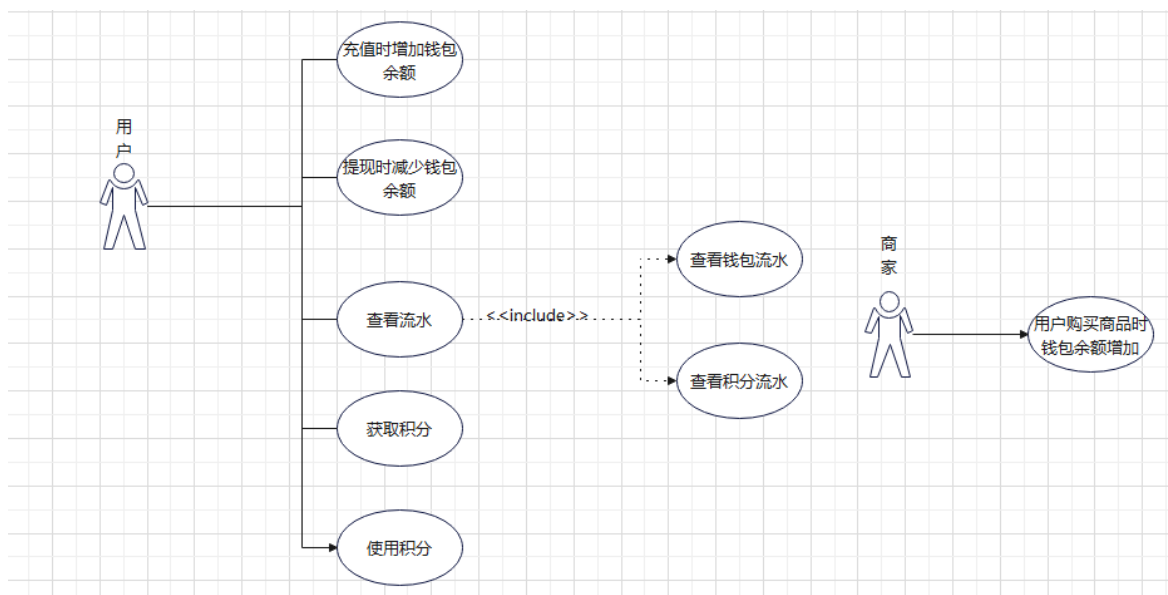 用
户
充值时增加钱包
余额
提现时减少钱包
余额
查看流水
<<include>>
查看钱包流水
查看积分流水
获取积分
使用积分
商
家
用户购买商品时
钱包余额增加